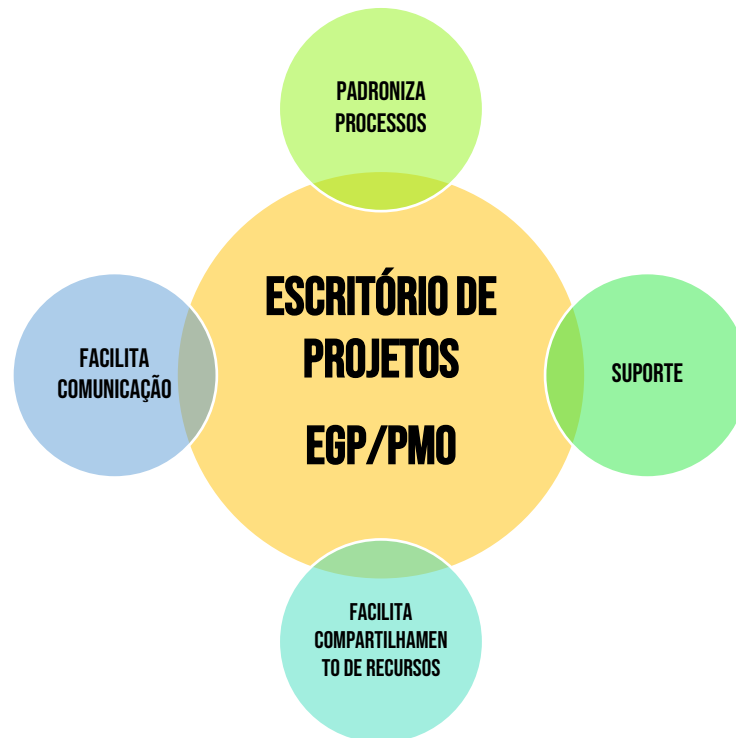 PADRONIZA
PROCESSOS
ESCRITÓRIO DE
PROJETOS
EGP/PMO
FACILITA
COMUNICAÇÃO
SUPORTE
FACILITA
COMPARTILHAMEN
TO DE RECURSOS